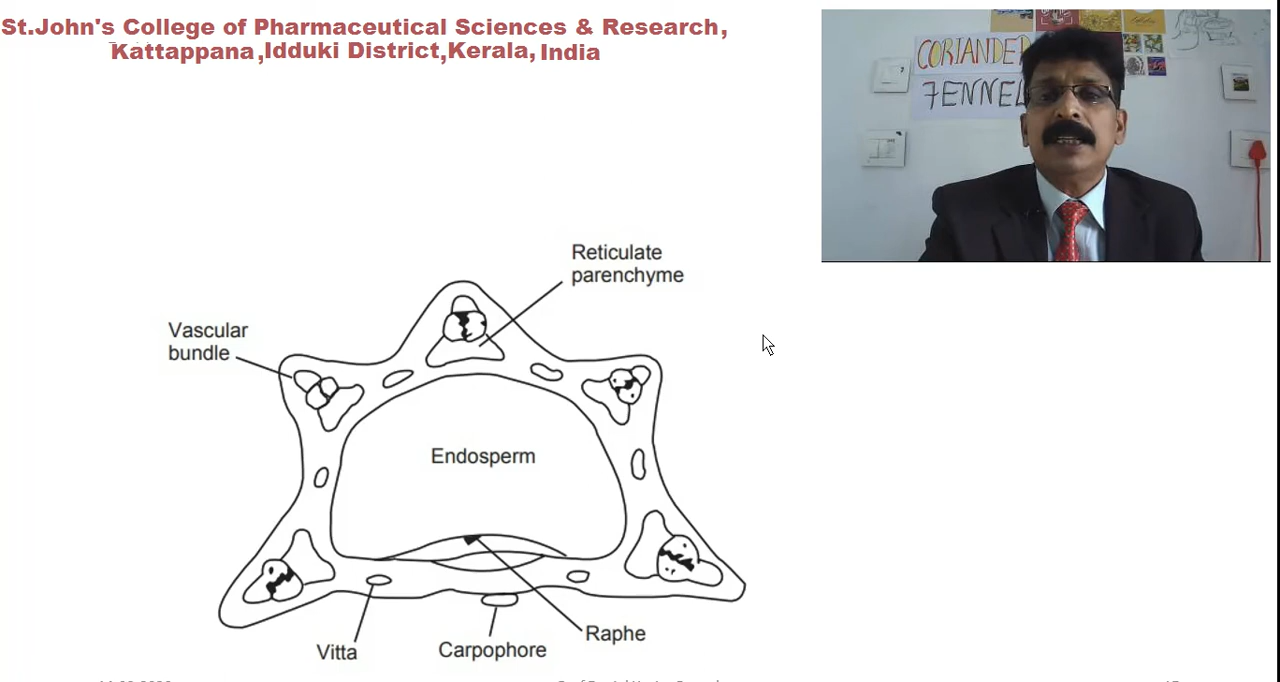 St.John's College of Pharmaceutical Sciences & Research,
Kattappana,Idduki District,Kerala, India
CORIANDER
FENNEL
Reticulate
parenchyme
Vascular
bundle
Endosperm
Raphe
Carpophore
Vitta